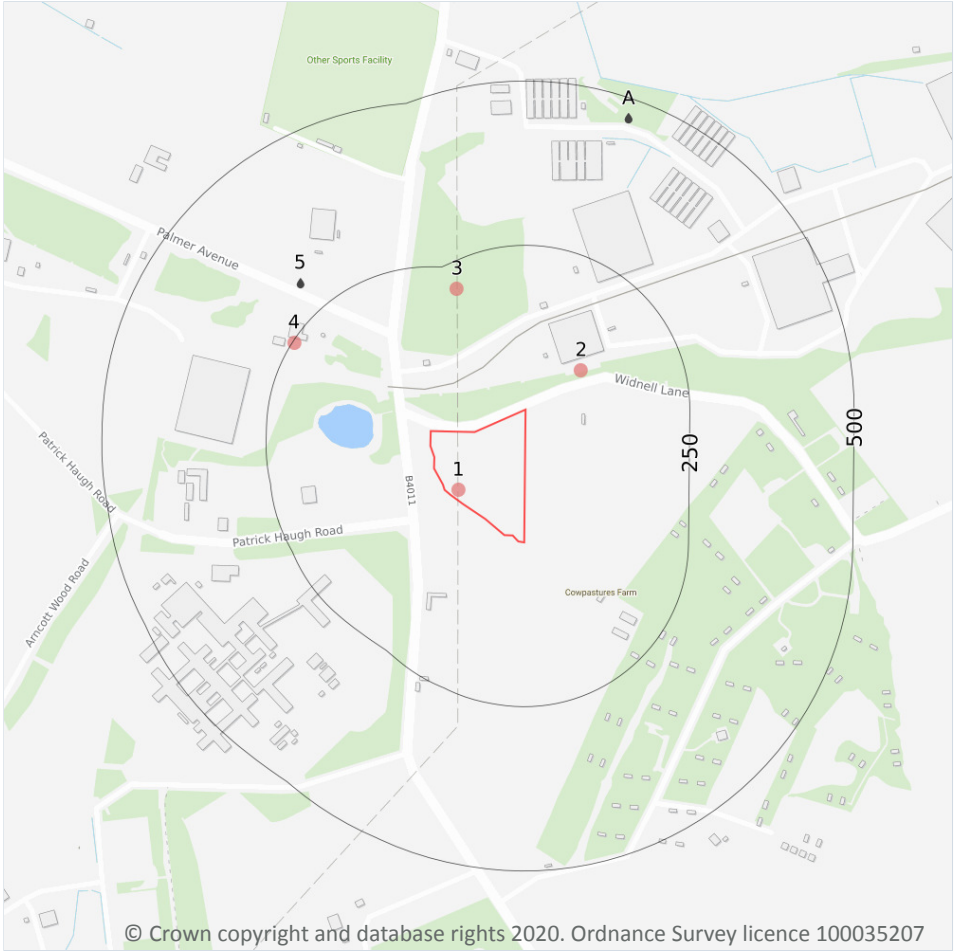 Other Sports Facility
A
Palmer Avenue
5
3
4
2
Widnell Lane
250
500
Patrick Haugh Road
1
B4011
Patrick Haugh Road
Arncott Wood Road
Cowpastures Farm
© Crown copyright and database rights 2020. Ordnance Survey licence 100035207